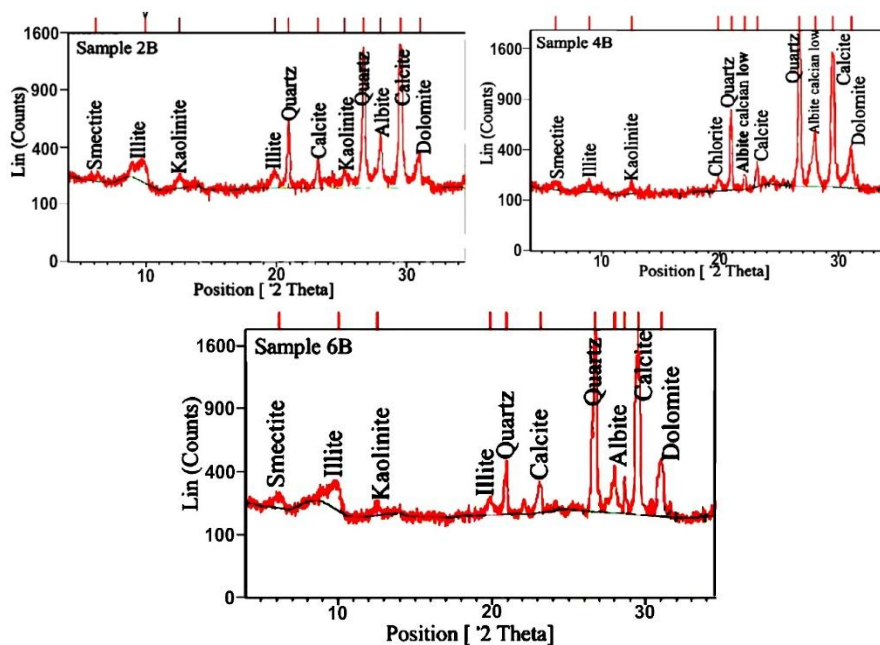 Sample 2B
Lin (Counts)
1600
900
400
100
0
Smectite
Illite
Kaolinite
Illite
Quartz
Calcite
Kaolinite
Quartz
Albite
Calcite
Dolomite
10
20
30
Position [ °2 Theta]
Sample 4B
Lin (Counts)
1600
900
400
100
0
Smectite
Illite
Kaolinite
Chlorite
Quartz
Albite calcian low
Calcite
Quartz
Albite calcian low
Calcite
Dolomite
10
20
30
Position [ °2 Theta]
Sample 6B
Lin (Counts)
1600
900
400
100
0
Smectite
Illite
Kaolinite
Illite
Quartz
Calcite
Quartz
Albite
Calcite
Dolomite
10
20
30
Position [ °2 Theta]